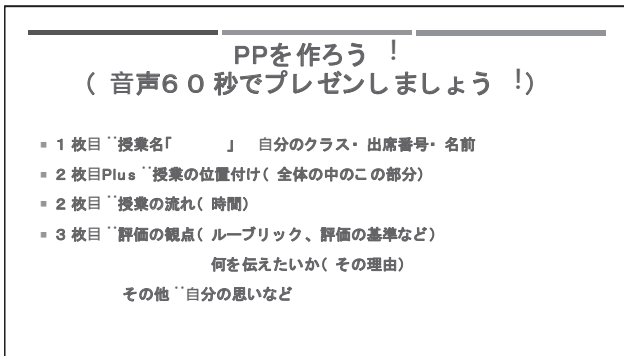 PPを作ろう！
(音声６０秒でプレゼンしましょう！)
１枚目¨授業名「　　　」　自分のクラス・出席番号・名前
２枚目Plus¨授業の位置付け(全体の中のこの部分)
２枚目¨授業の流れ(時間)
３枚目¨評価の観点(ルーブリック、評価の基準など)
何を伝えたいか(その理由)
その他¨自分の思いなど